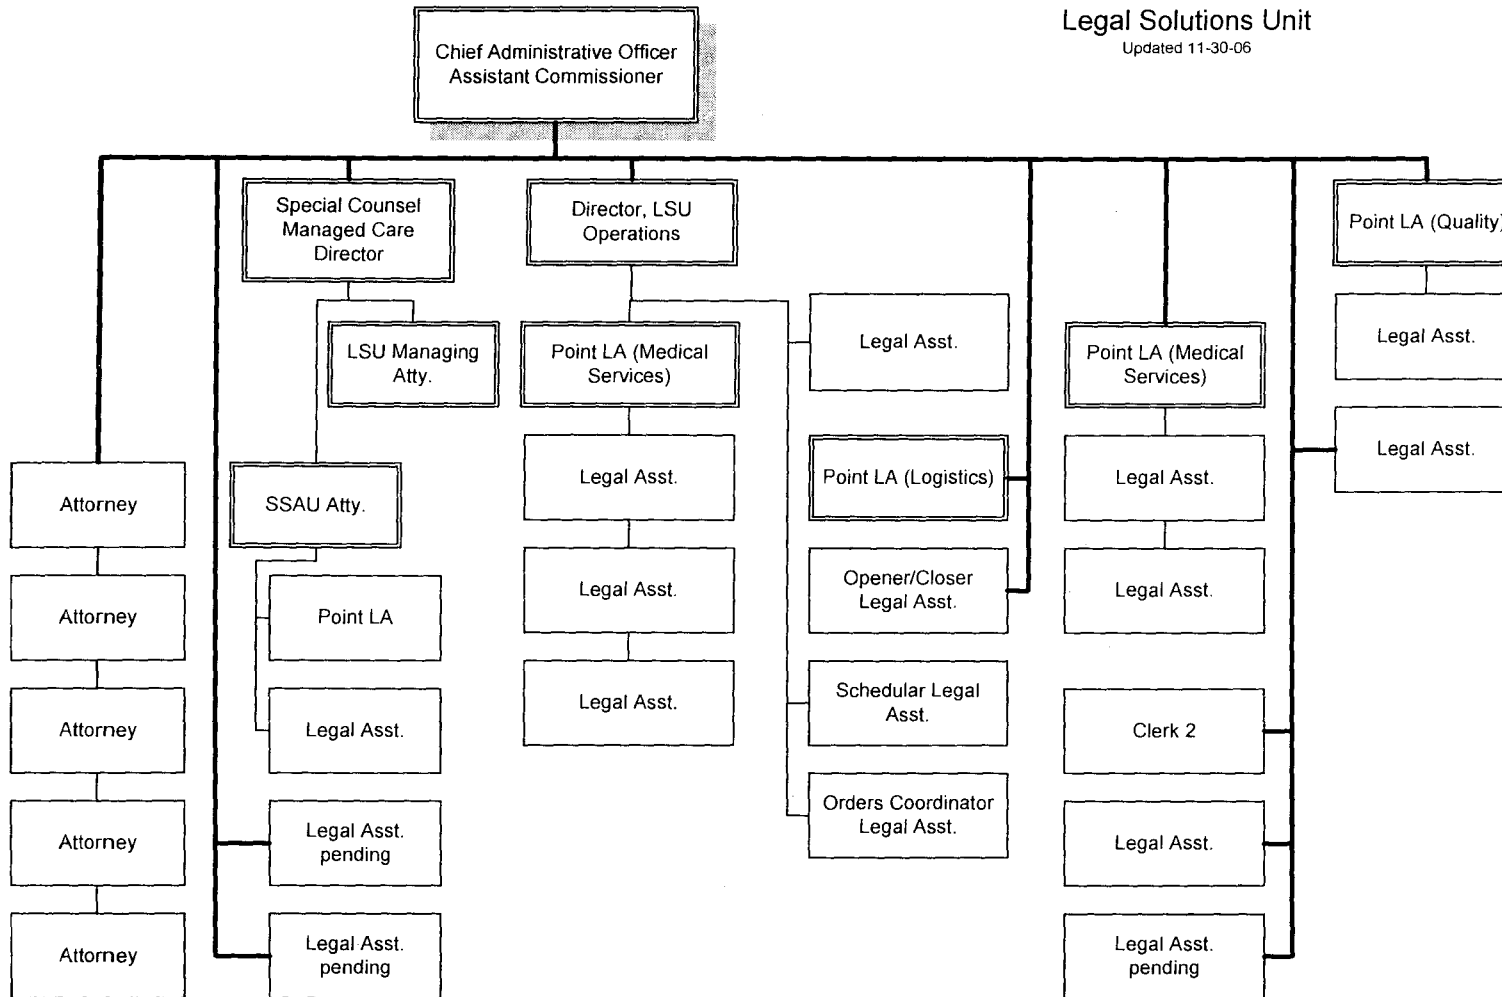 Legal Solutions Unit
Updated 11-30-06
Chief Administrative Officer
Assistant Commissioner
Special Counsel
Managed Care
Director
Director, LSU
Operations
Point LA (Quality)
LSU Managing
Atty.
Point LA (Medical
Services)
Legal Asst.
Point LA (Medical
Services)
Legal Asst.
Attorney
SSAU Atty.
Legal Asst.
Point LA (Logistics)
Legal Asst.
Legal Asst.
Attorney
Point LA
Legal Asst.
Opener/Closer
Legal Asst.
Legal Asst.
Attorney
Legal Asst.
Legal Asst.
Schedular Legal
Asst.
Clerk 2
Attorney
Legal Asst.
pending
Orders Coordinator
Legal Asst.
Legal Asst.
Attorney
Legal Asst.
pending
Legal Asst.
pending